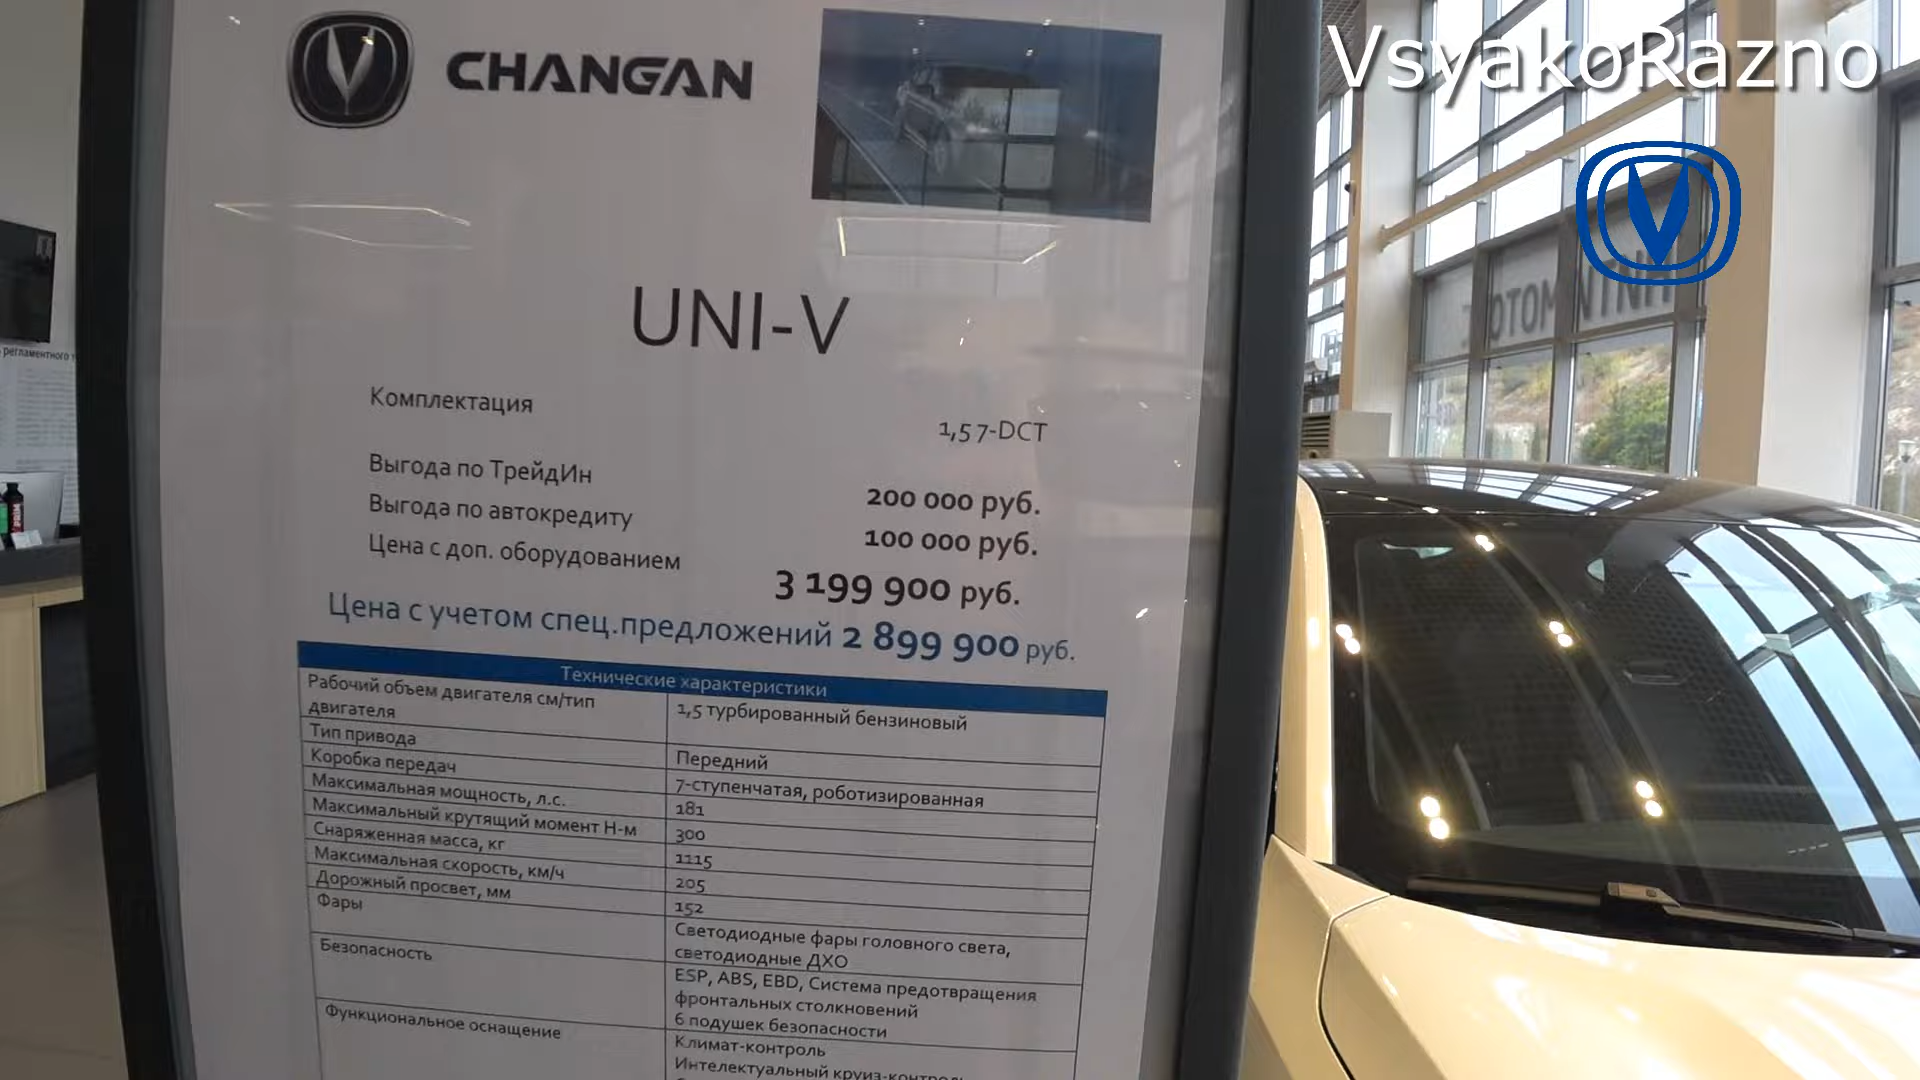 VsyakoRazno
CHANGAN
UNI-V
Комплектация
1,5 7-DCT
Выгода по ТрейдИн
200 000 руб.
Выгода по автокредиту
100 000 руб.
Цена с доп. оборудованием
3 199 900 руб.
Цена с учетом спец.предложений 2 899 900 руб.
Технические характеристики
Рабочий объем двигателя см/тип
двигателя
1,5 турбированный бензиновый
Тип привода
Передний
Коробка передач
7-ступенчатая, роботизированная
Максимальная мощность, л.с.
181
Максимальный крутящий момент Н-м
300
Снаряженная масса, кг
1115
Максимальная скорость, км/ч
205
Дорожный просвет, мм
152
Фары
Светодиодные фары головного света,
светодиодные ДХО
Безопасность
ESP, ABS, EBD, Система предотвращения
фронтальных столкновений
6 подушек безопасности
Функциональное оснащение
Климат-контроль
Интелектуальный круиз-контроль
регламентного